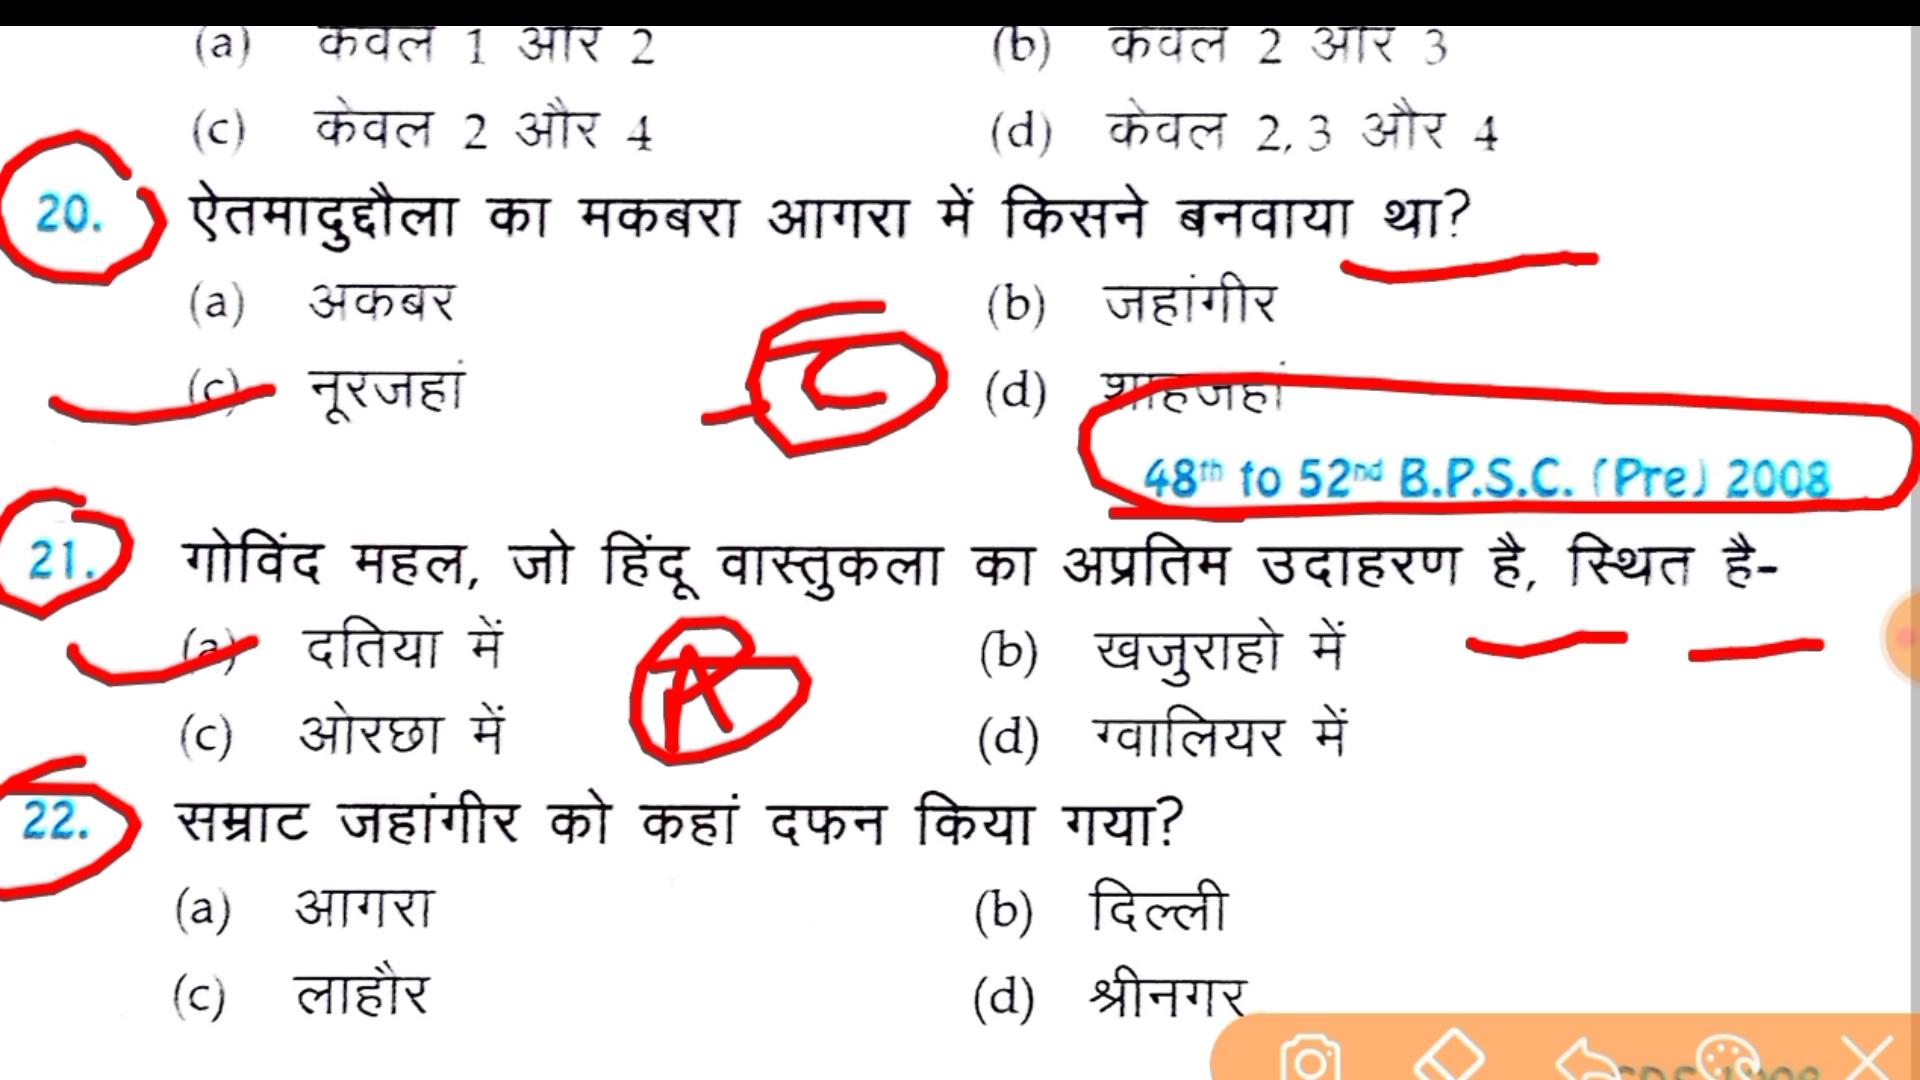 (a) केवल 1 और 2 (b) केवल 2 और 3
(c) केवल 2 और 4 (d) केवल 2, 3 और 4
20. ऐतमादुद्दौला का मकबरा आगरा में किसने बनवाया था?
(a) अकबर (b) जहांगीर
(c) नूरजहां C (d) शाहजहां
48th to 52nd B.P.S.C. (Pre) 2008
21. गोविंद महल, जो हिंदू वास्तुकला का अप्रतिम उदाहरण है, स्थित है-
(a) दतिया में A (b) खजुराहो में
(c) ओरछा में (d) ग्वालियर में
22. सम्राट जहांगीर को कहां दफन किया गया?
(a) आगरा (b) दिल्ली
(c) लाहौर (d) श्रीनगर